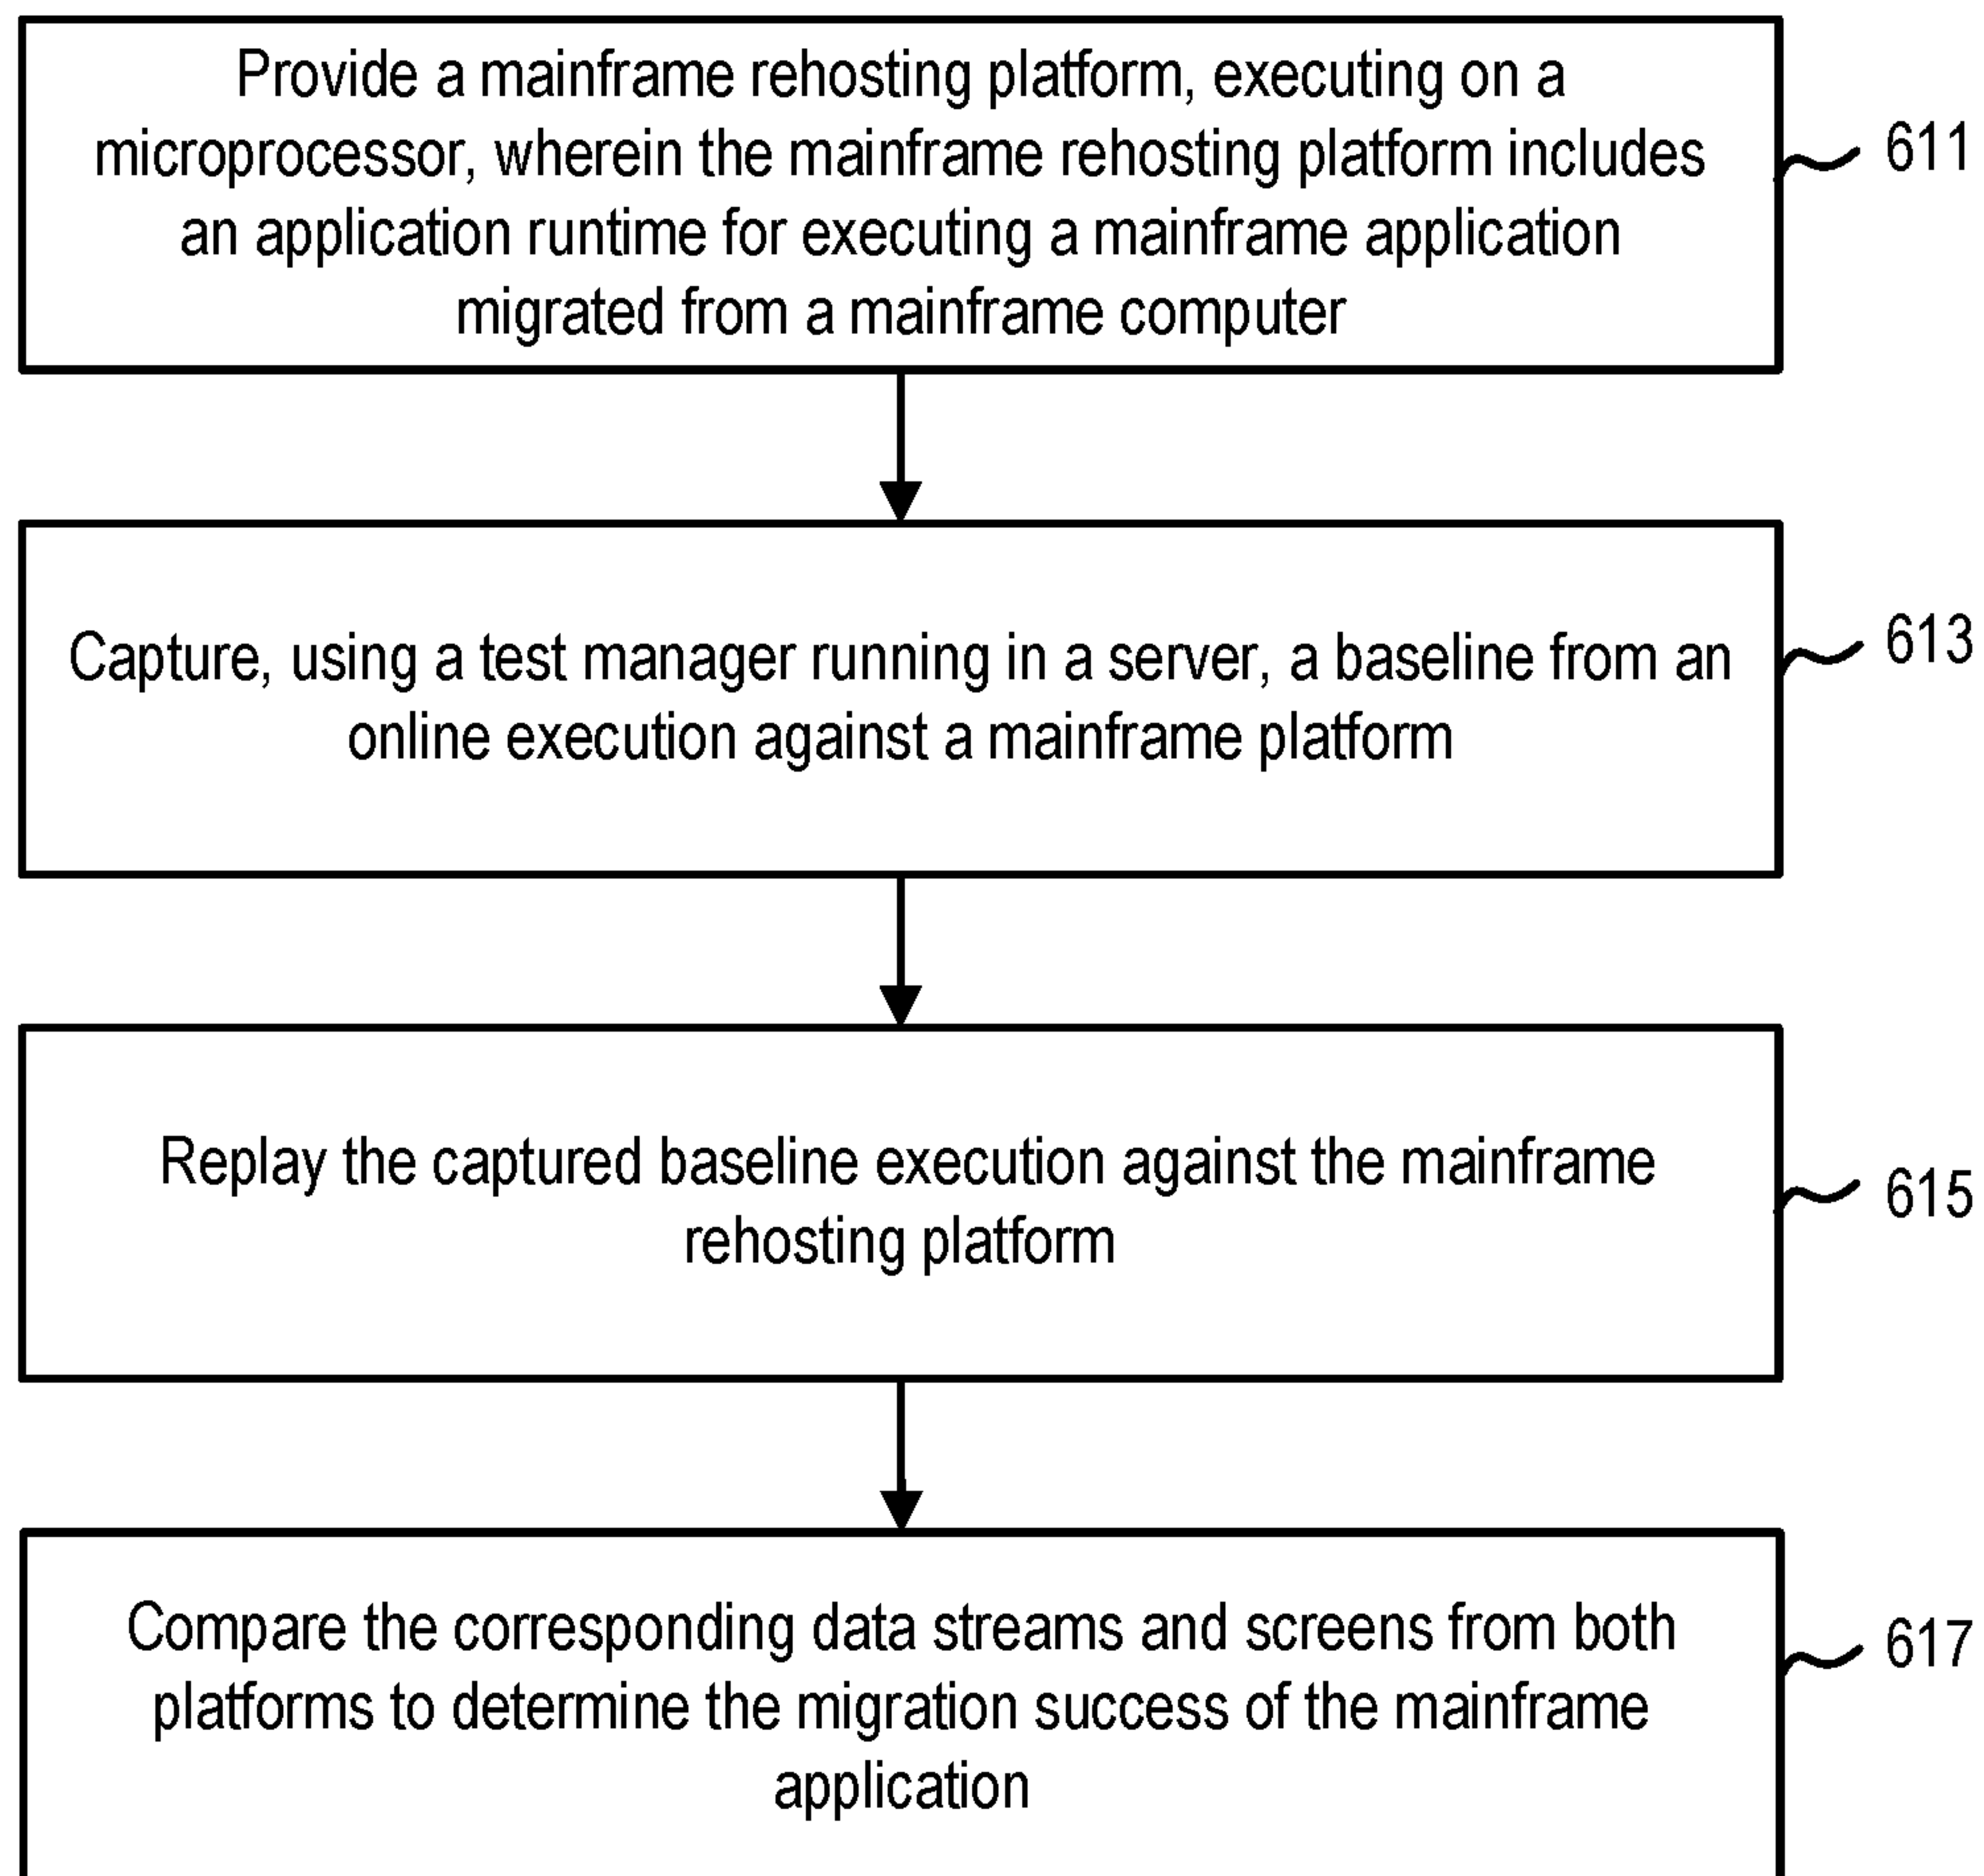 Provide a mainframe rehosting platform, executing on a
microprocessor, wherein the mainframe rehosting platform includes
an application runtime for executing a mainframe application
migrated from a mainframe computer
611
Capture, using a test manager running in a server, a baseline from an
online execution against a mainframe platform
613
Replay the captured baseline execution against the mainframe
rehosting platform
615
Compare the corresponding data streams and screens from both
platforms to determine the migration success of the mainframe
application
617